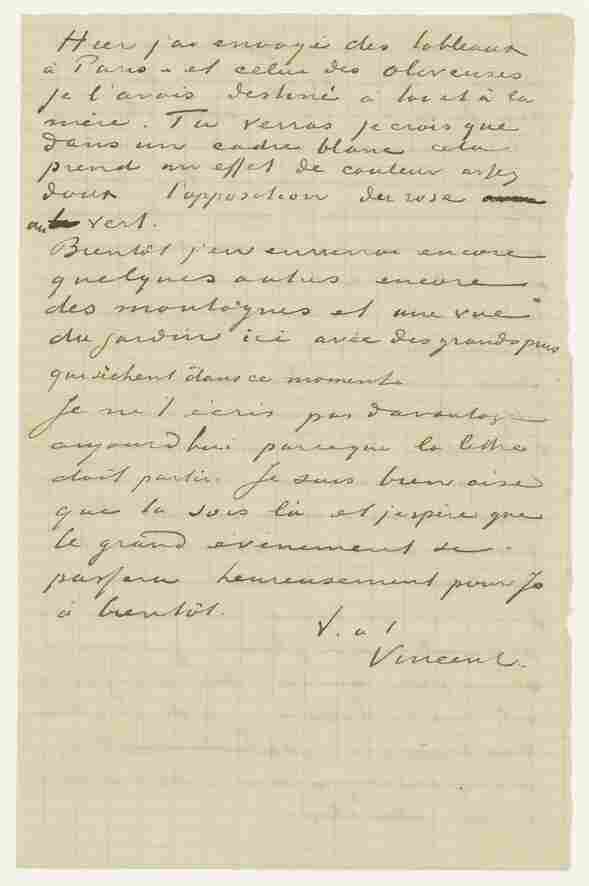 Hier j'ai envoyé des tableaux
à Paris – et celui des oliveuses
je l'avais destiné à toi et à la
mère. Tu verras je crois que
dans un cadre blanc cela
prend un effet de couleur assez
doux l'opposition du rose
au vert.
Bientôt j'en enverrai encore
quelques autres encore
des montagnes et une vue
du jardin ici avec des grands pins
qui sèchent dans ce moment.
Je ne t'écris pas davantage
aujourd'hui parceque la lettre
doit partir. Je suis bien aise
que tu sois là et j'espère que
le grand évènement se
passera heureusement pour Jo
à bientôt.
t. à t.
Vincent.